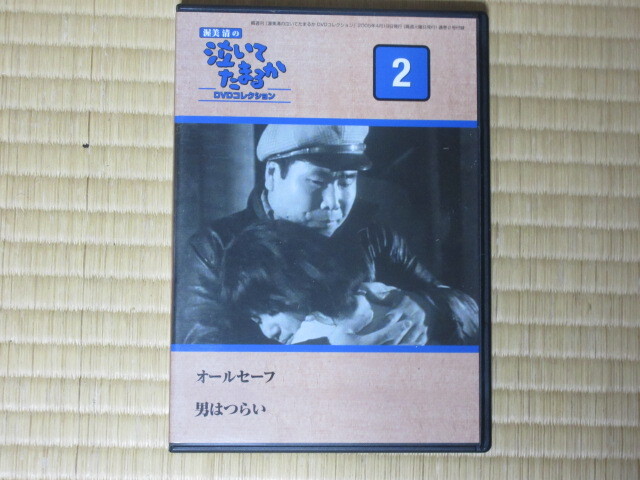 渥美清の
泣いて
たまるか
DVDコレクション
2
オールセーフ
男はつらい